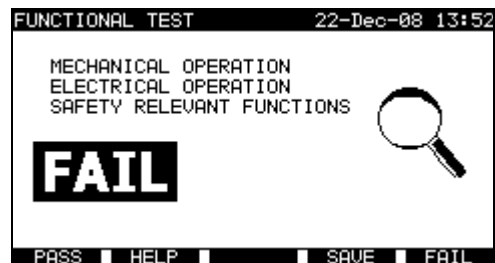 FUNCTIONAL TEST 22-Dec-08 13:52
MECHANICAL OPERATION
ELECTRICAL OPERATION
SAFETY RELEVANT FUNCTIONS
FAIL
PASS HELP SAVE FAIL